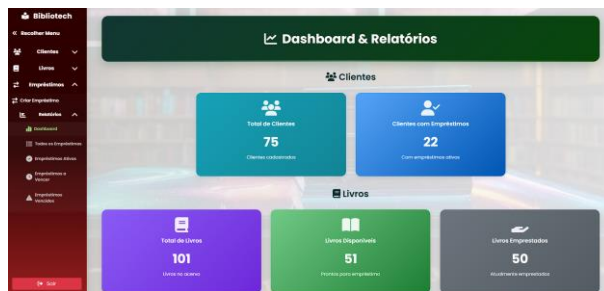 Bibliotech
Recolher Menu
Clientes
Livros
Empréstimos
Criar Empréstimo
Relatórios
Dashboard
Todos os Empréstimos
Empréstimos Ativos
Empréstimos a
Vencer
Empréstimos
Vencidos
Sair
Dashboard & Relatórios
Clientes
Total de Clientes
75
Clientes cadastrados
Clientes com Empréstimos
22
Com empréstimos ativos
Livros
Total de Livros
101
Livros no acervo
Livros Disponíveis
51
Prontos para empréstimo
Livros Emprestados
50
Atualmente emprestados